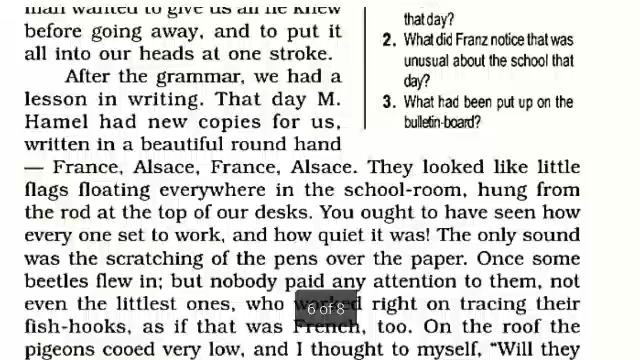 man wanted to give us all he knew
before going away, and to put it
all into our heads at one stroke.
After the grammar, we had a
lesson in writing. That day M.
Hamel had new copies for us,
written in a beautiful round hand
— France, Alsace, France, Alsace. They looked like little
flags floating everywhere in the school-room, hung from
the rod at the top of our desks. You ought to have seen how
every one set to work, and how quiet it was! The only sound
was the scratching of the pens over the paper. Once some
beetles flew in; but nobody paid any attention to them, not
even the littlest ones, who worked right on tracing their
fish-hooks, as if that was French, too. On the roof the
pigeons cooed very low, and I thought to myself, “Will they
that day?
2. What did Franz notice that was
unusual about the school that
day?
3. What had been put up on the
bulletin-board?
6 of 8